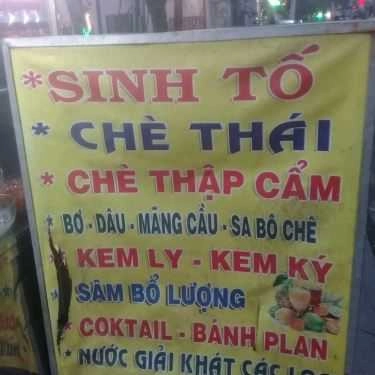 * SINH TỐ
* CHÈ THÁI
* CHÈ THẬP CẨM
* BƠ - DÂU - MÃNG CẦU - SA BÔ CHÊ
* KEM LY - KEM KÝ
* SÂM BỔ LƯỢNG
* COKTAIL - BÁNH PLAN
* NƯỚC GIẢI KHÁT CÁC LOẠI